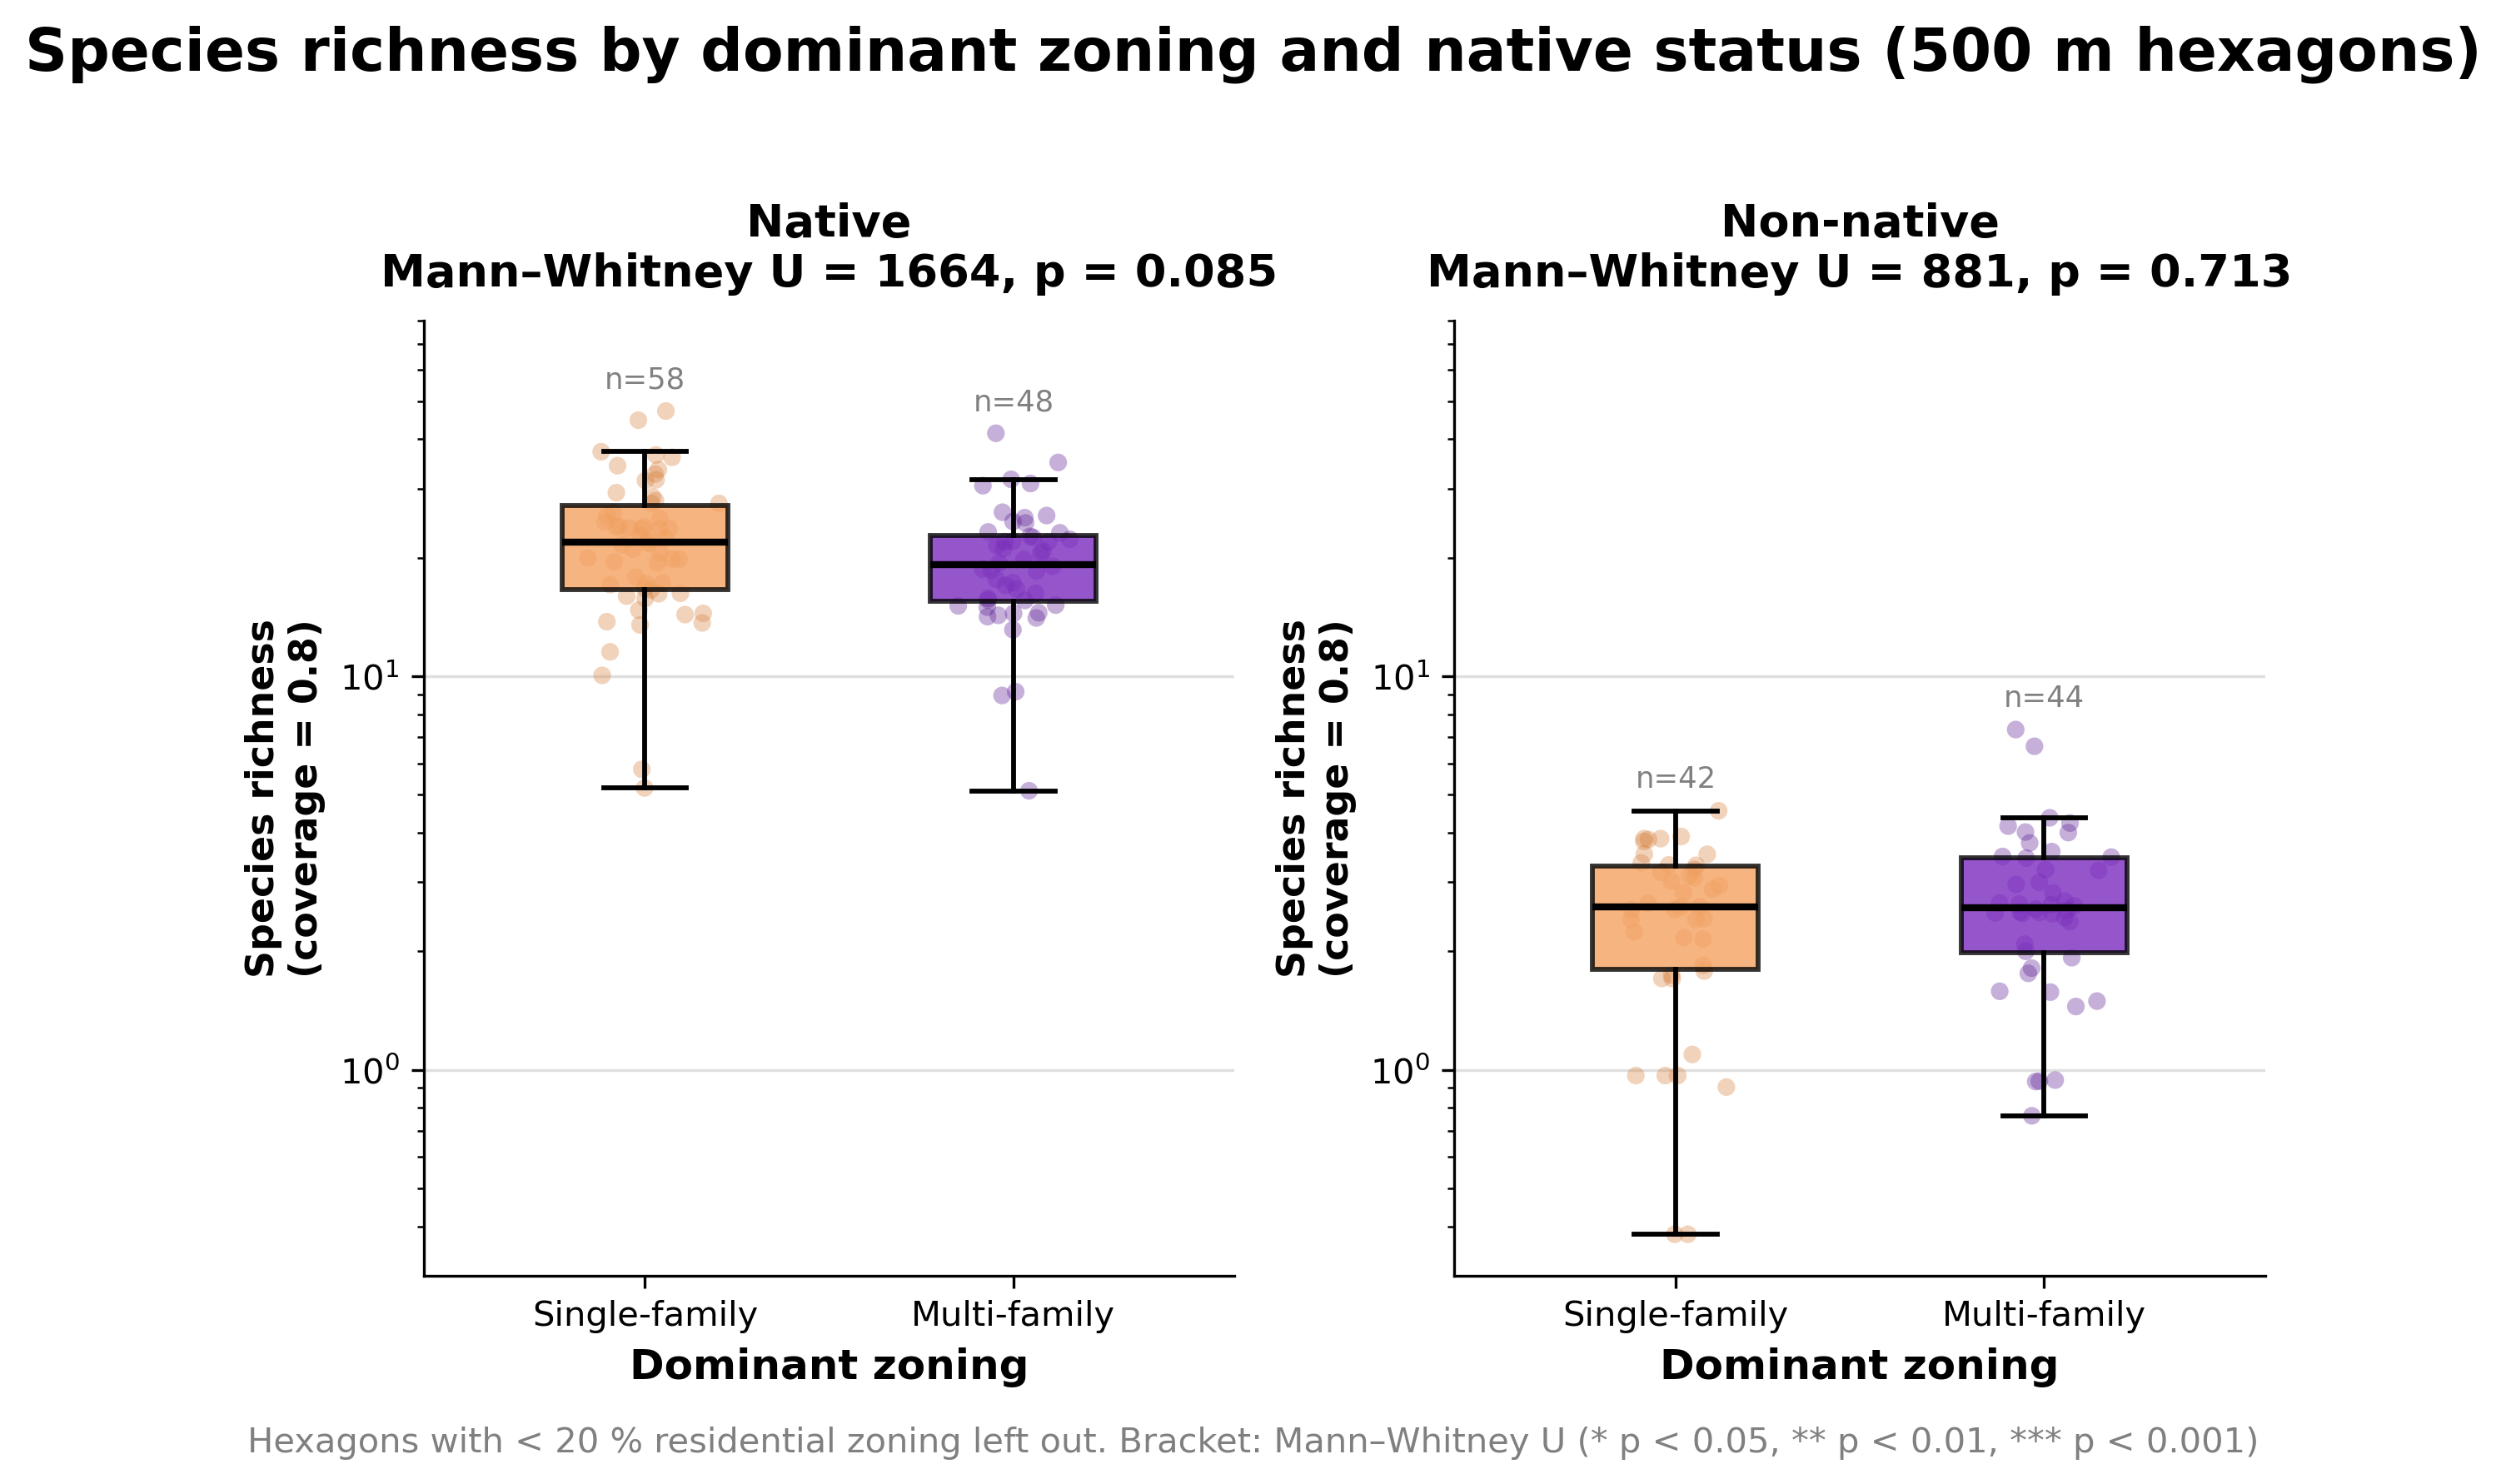 Species richness by dominant zoning and native status (500 m hexagons)
Native
Mann–Whitney U = 1664, p = 0.085
n=58
n=48
Species richness
(coverage = 0.8)
10¹
10⁰
Single-family
Multi-family
Dominant zoning
Non-native
Mann–Whitney U = 881, p = 0.713
n=42
n=44
Species richness
(coverage = 0.8)
10¹
10⁰
Single-family
Multi-family
Dominant zoning
Hexagons with < 20 % residential zoning left out. Bracket: Mann–Whitney U (* p < 0.05, ** p < 0.01, *** p < 0.001)